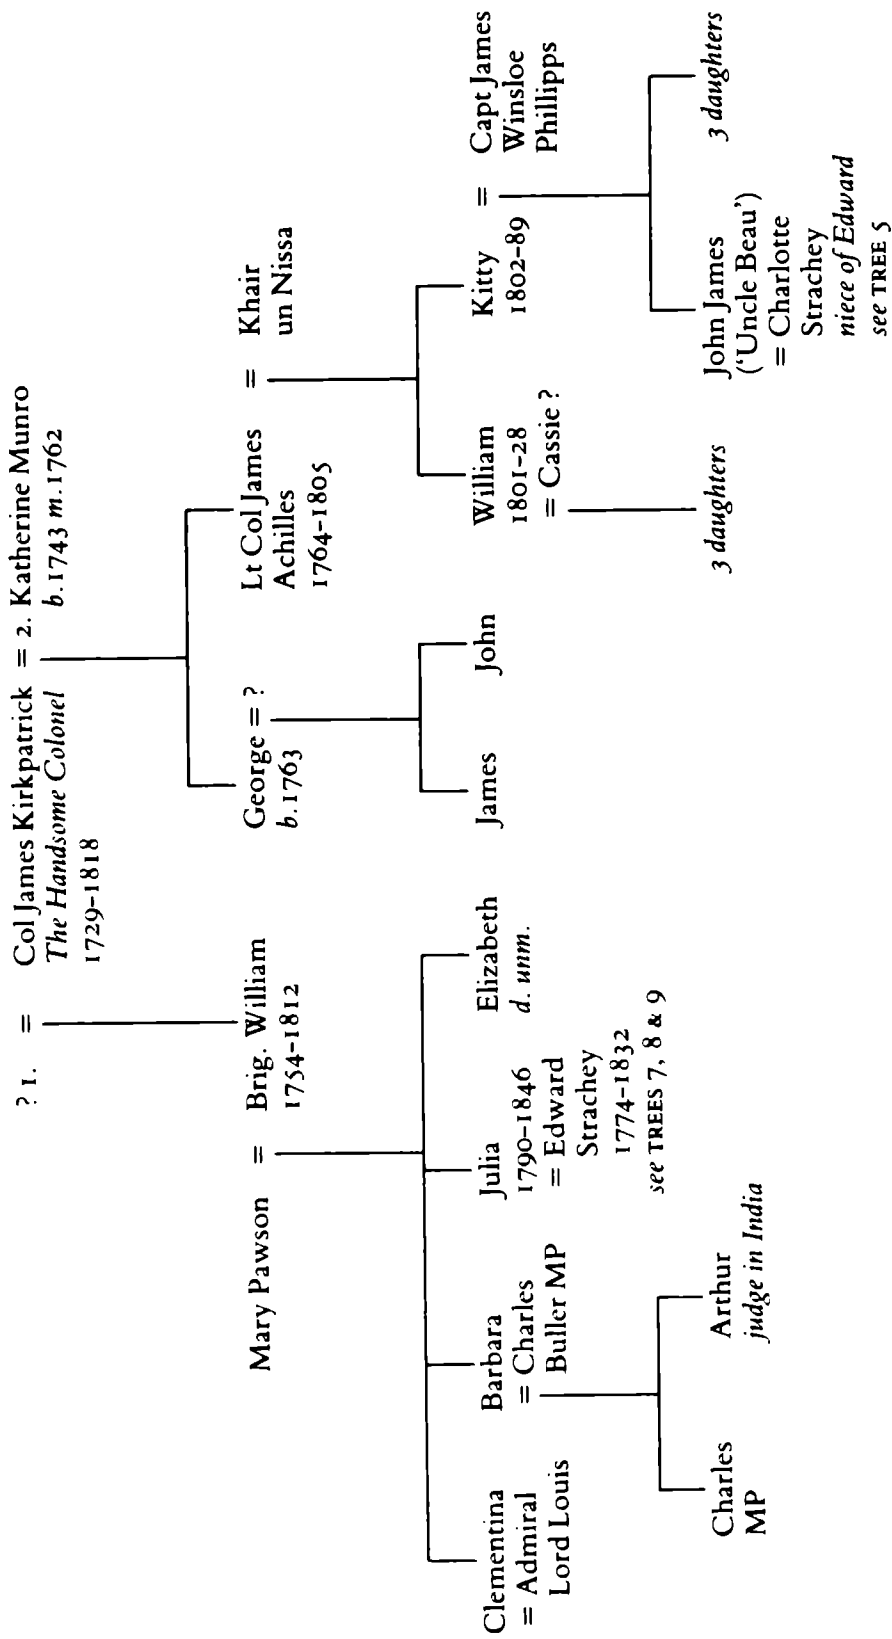 ? 1. = Col James Kirkpatrick = 2. Katherine Munro
The Handsome Colonel b.1743 m.1762
1729–1818
Mary Pawson = Brig. William
1754–1812
George = ?
b.1763
Lt Col James
Achilles
1764–1805
= Khair
un Nissa
Clementina
= Admiral
Lord Louis
Barbara
= Charles
Buller MP
Julia
1790–1846
= Edward
Strachey
1774–1832
see TREES 7, 8 & 9
Elizabeth
d. unm.
James
John
William
1801–28
= Cassie ?
Kitty
1802–89
= Capt James
Winsloe
Phillipps
Charles
MP
Arthur
judge in India
3 daughters
John James
(‘Uncle Beau’)
= Charlotte
Strachey
niece of Edward
see TREE 5
3 daughters